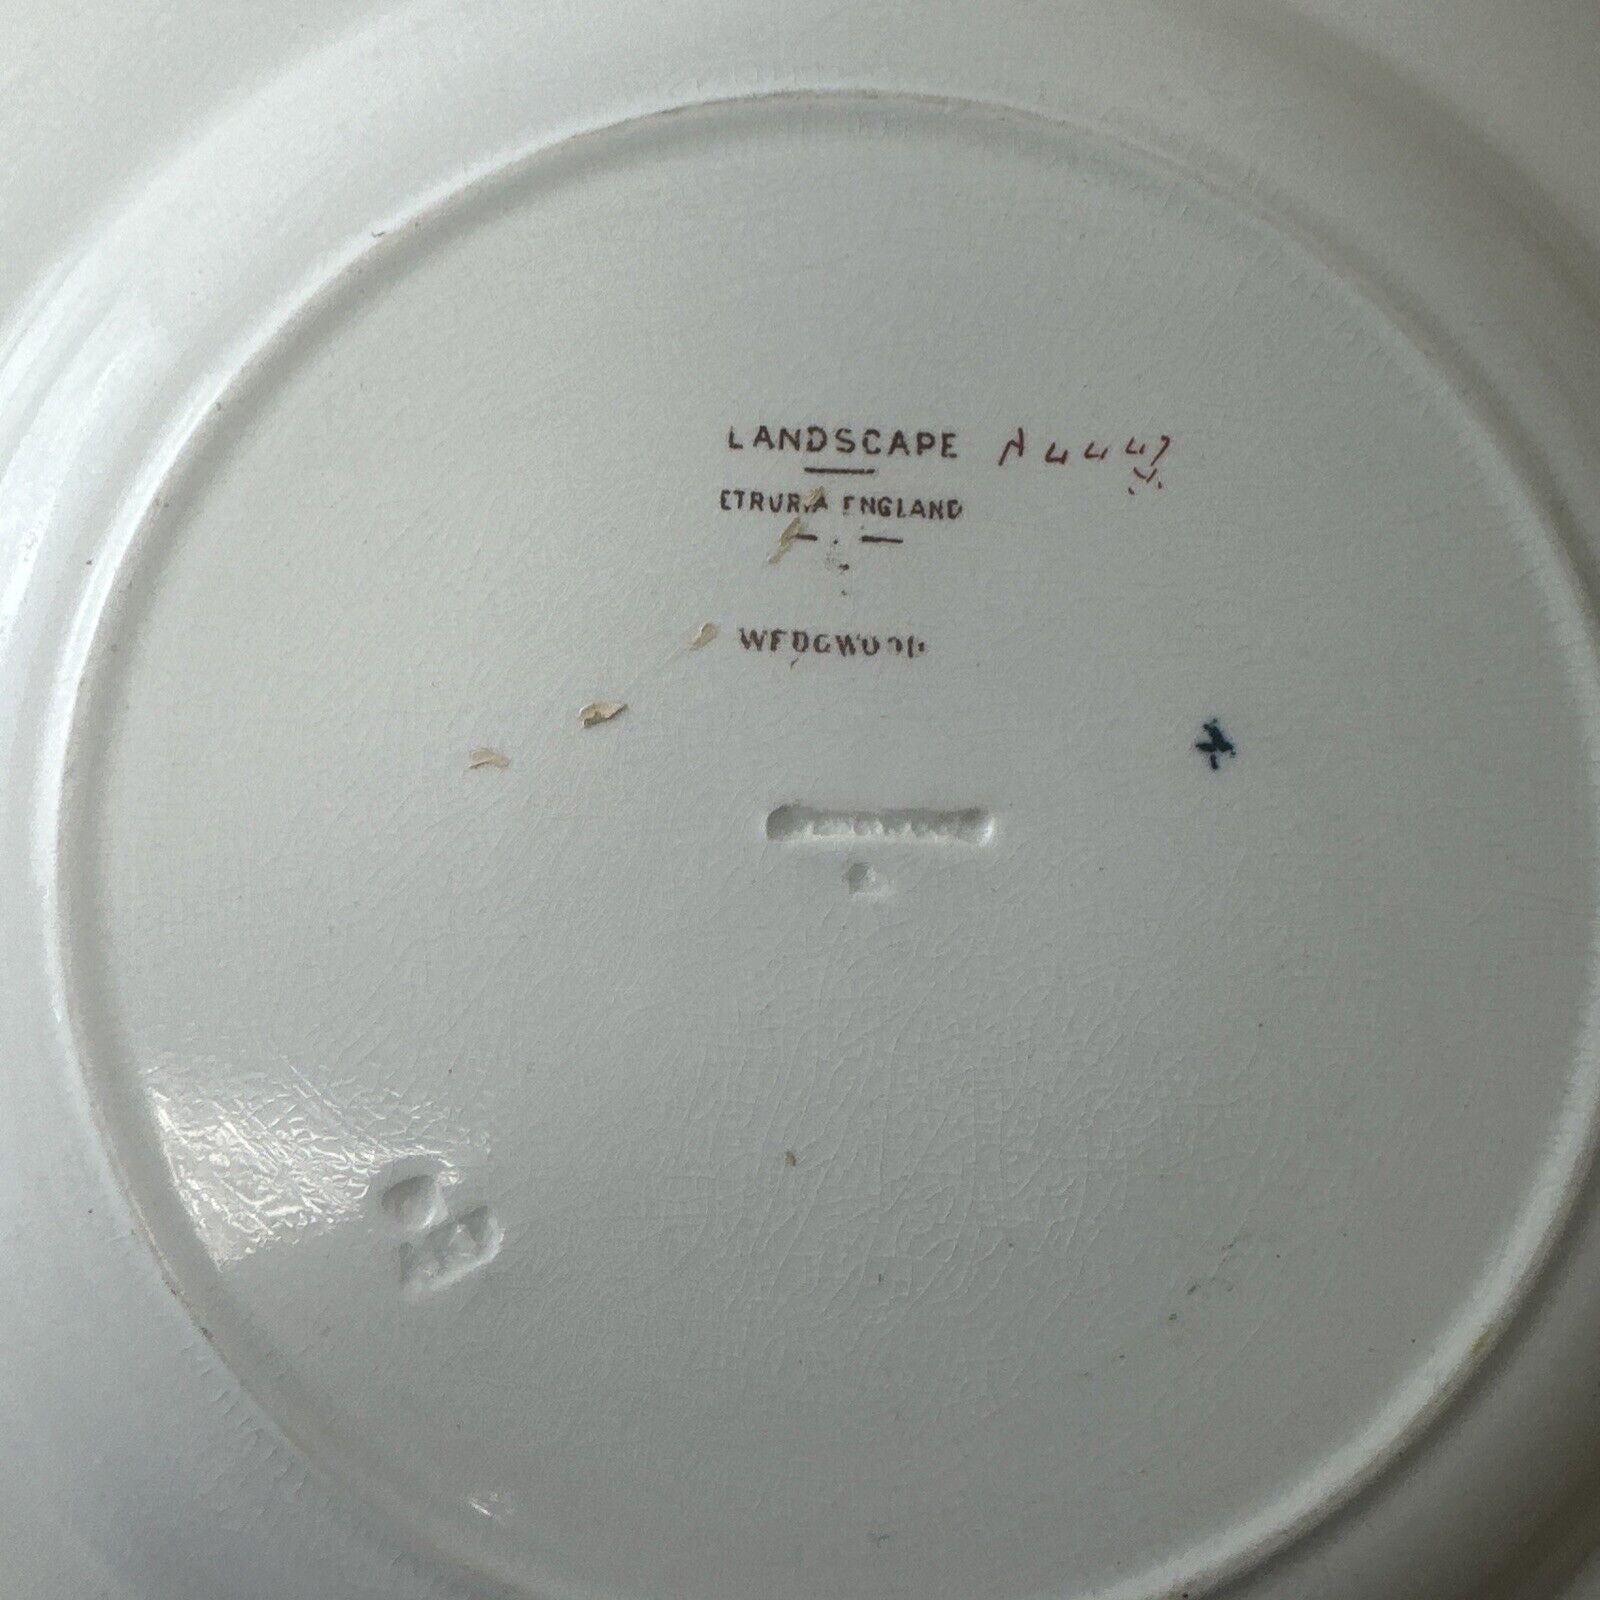 LANDSCAPE A4447
ETRURIA ENGLAND
WEDGWOOD